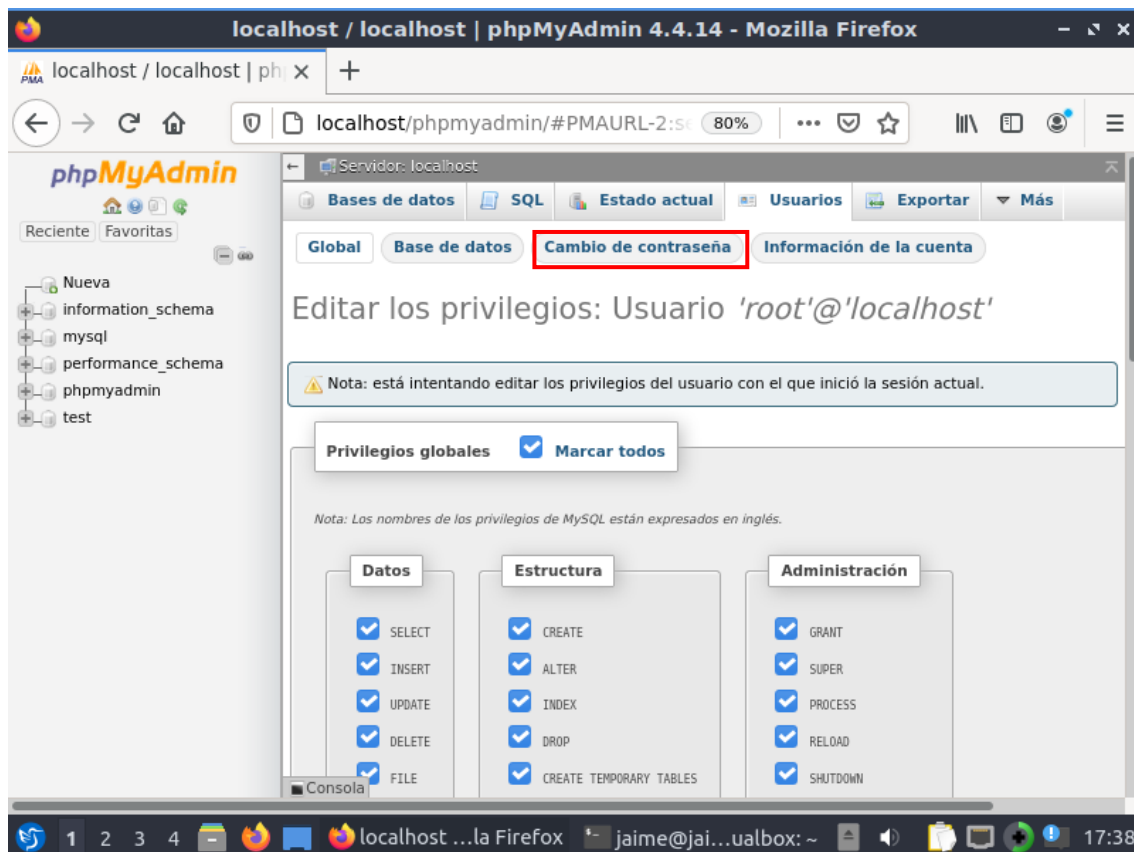 localhost / localhost | phpMyAdmin 4.4.14 - Mozilla Firefox
PMA localhost / localhost | ph
localhost/phpmyadmin/#PMAURL-2:se 80%
phpMyAdmin
Reciente Favoritas
Nueva
information_schema
mysql
performance_schema
phpmyadmin
test
Servidor: localhost
Bases de datos SQL Estado actual Usuarios Exportar Más
Global Base de datos Cambio de contraseña Información de la cuenta
Editar los privilegios: Usuario 'root'@'localhost'
Nota: está intentando editar los privilegios del usuario con el que inició la sesión actual.
Privilegios globales Marcar todos
Nota: Los nombres de los privilegios de MySQL están expresados en inglés.
Datos Estructura Administración
SELECT CREATE GRANT
INSERT ALTER SUPER
UPDATE INDEX PROCESS
DELETE DROP RELOAD
FILE CREATE TEMPORARY TABLES SHUTDOWN
Consola
1 2 3 4 localhost ...la Firefox jaime@jai...ualbox: ~ 17:38